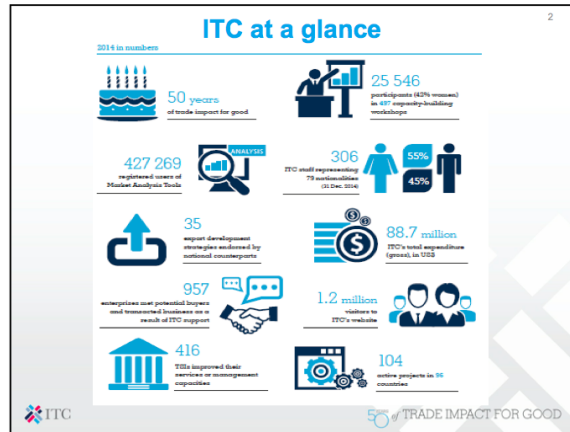 ITC at a glance
2
2014 in numbers
50 years
of trade impact for good
25 546
participants (42% women)
in 497 capacity-building
workshops
427 269
registered users of
Market Analysis Tools
ANALYSIS
306
ITC staff representing
79 nationalities
(31 Dec. 2014)
55%
45%
35
export development
strategies endorsed by
national counterparts
88.7 million
ITC's total expenditure
(gross), in US$
957
enterprises met potential buyers
and transacted business as a
result of ITC support
1.2 million
visitors to
ITC's website
416
TSIs improved their
services or management
capacities
104
active projects in 96
countries
ITC
50 of TRADE IMPACT FOR GOOD